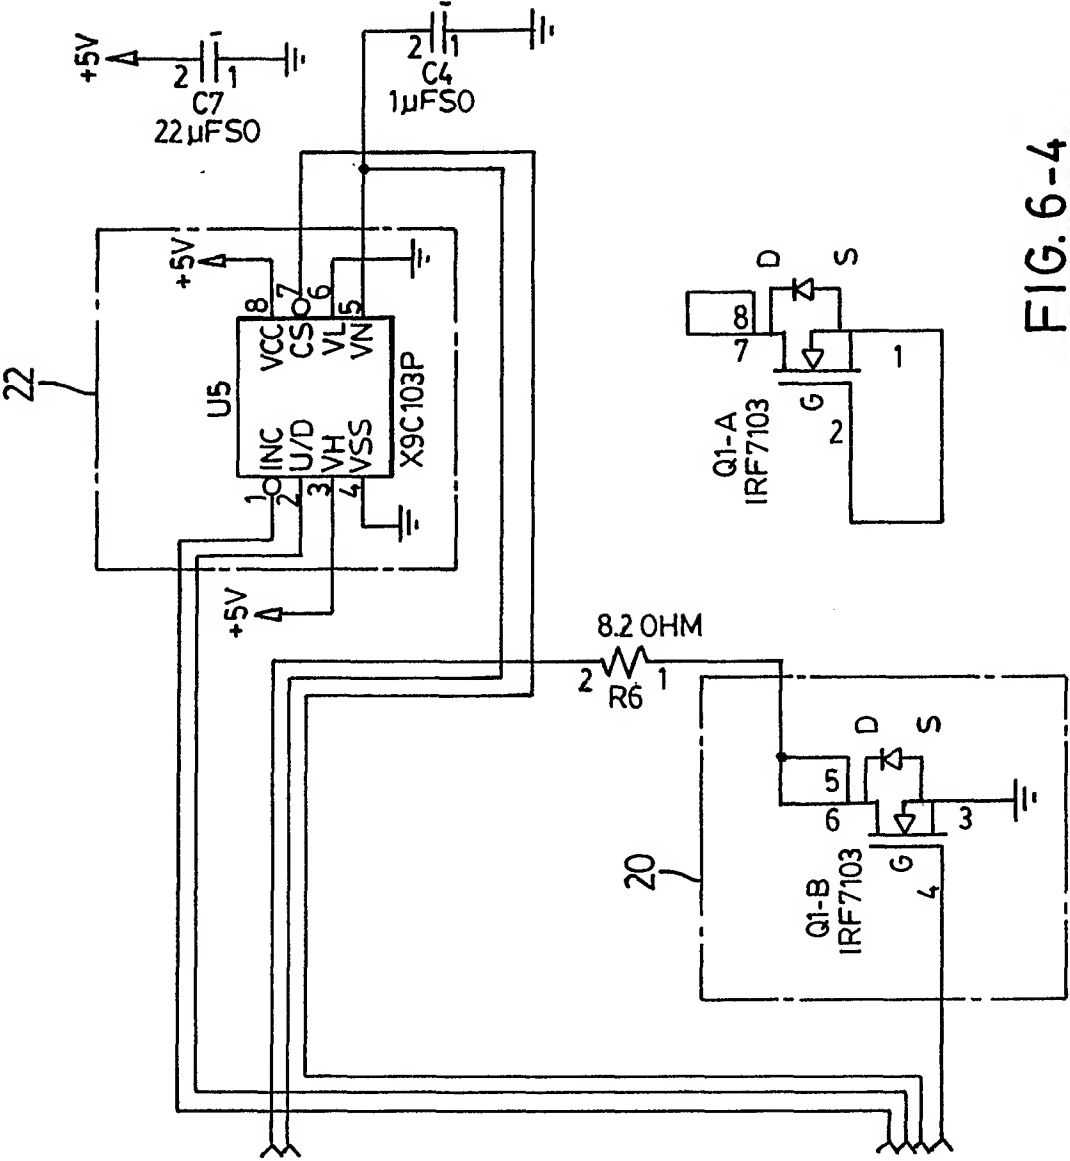 +5V
2
1
C7
22µFSO
2
1
C4
1µFSO
22
+5V
8
7
6
5
VCC
CS
VL
VN
U5
X9C103P
INC
U/D
VH
VSS
1
2
3
4
+5V
8.2 OHM
2
1
R6
D
S
8
7
1
G
2
Q1-A
IRF7103
20
D
S
5
6
3
G
4
Q1-B
IRF7103
FIG. 6-4